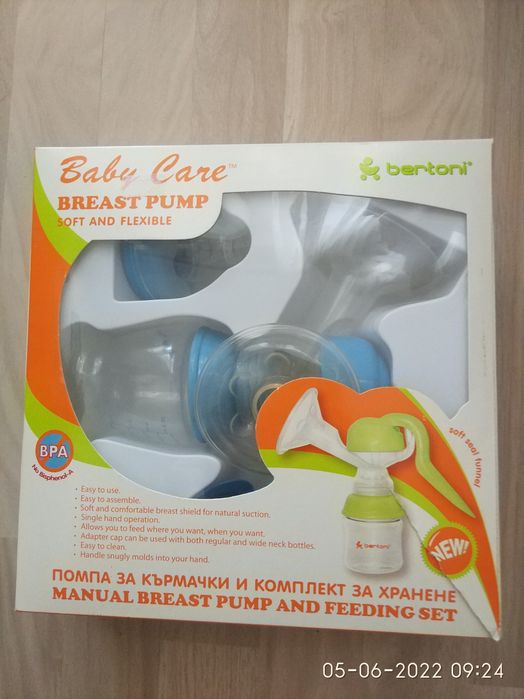 Baby Care™
bertoni®
BREAST PUMP
SOFT AND FLEXIBLE
soft seal funnel
BPA
No Bisphenol-A
• Easy to use.
• Easy to assemble.
• Soft and comfortable breast shield for natural suction.
• Single hand operation.
• Allows you to feed where you want, when you want.
• Adapter cap can be used with both regular and wide neck bottles.
• Easy to clean.
• Handle snugly molds into your hand.
bertoni
NEW!
ПОМПА ЗА КЪРМАЧКИ И КОМПЛЕКТ ЗА ХРАНЕНЕ
MANUAL BREAST PUMP AND FEEDING SET
05-06-2022 09:24